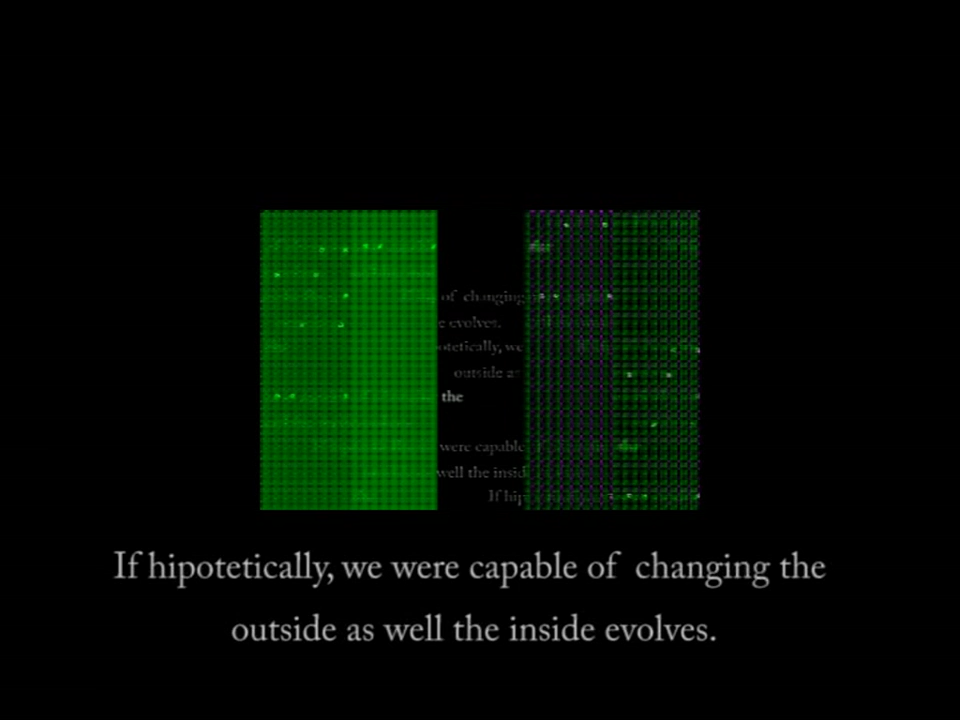 of changing
e evolves.
otetically, we
outside as
the
were capable
well the insid
If hip
If hipotetically, we were capable of changing the
outside as well the inside evolves.